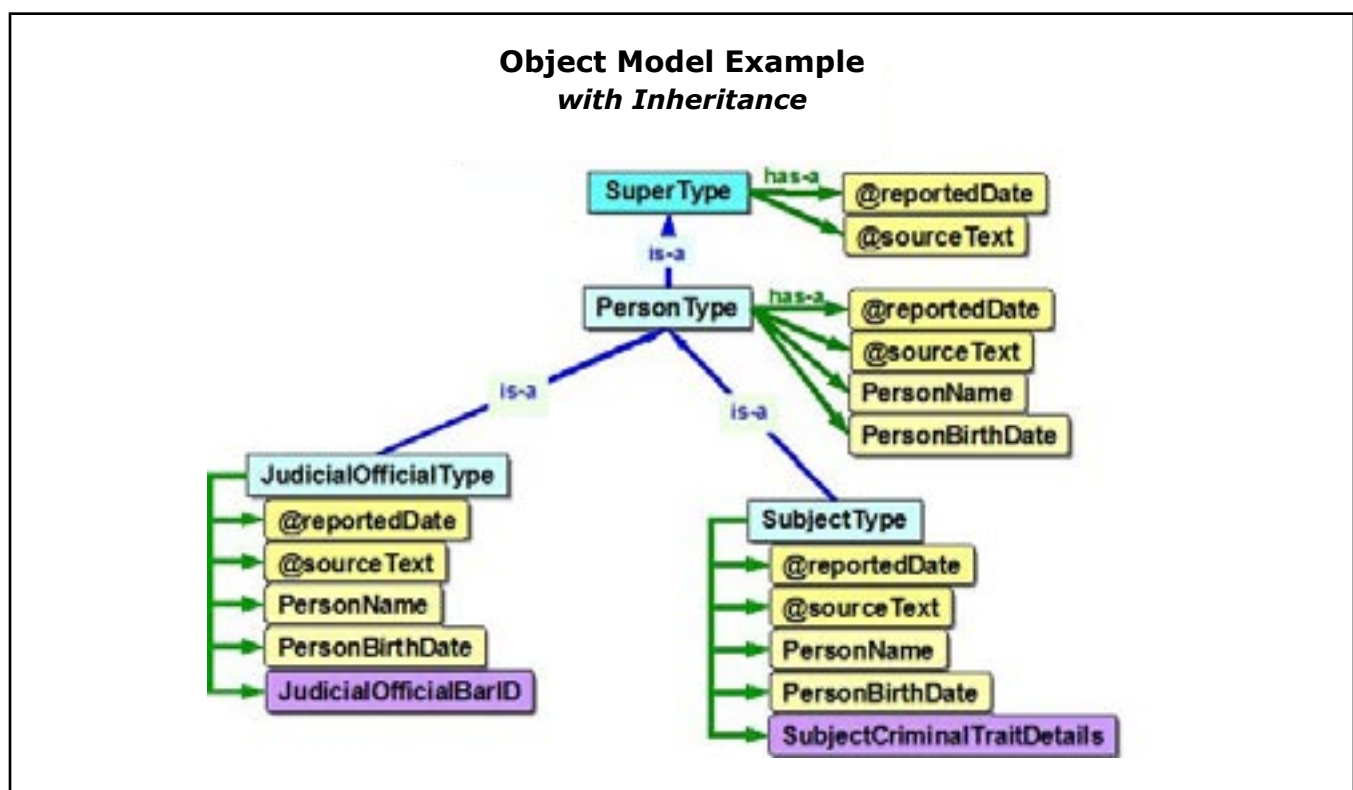 Object Model Example
with Inheritance
SuperType
has-a
@reportedDate
@sourceText
is-a
PersonType
has-a
@reportedDate
@sourceText
PersonName
PersonBirthDate
is-a
is-a
JudicialOfficialType
@reportedDate
@sourceText
PersonName
PersonBirthDate
JudicialOfficialBarID
SubjectType
@reportedDate
@sourceText
PersonName
PersonBirthDate
SubjectCriminalTraitDetails